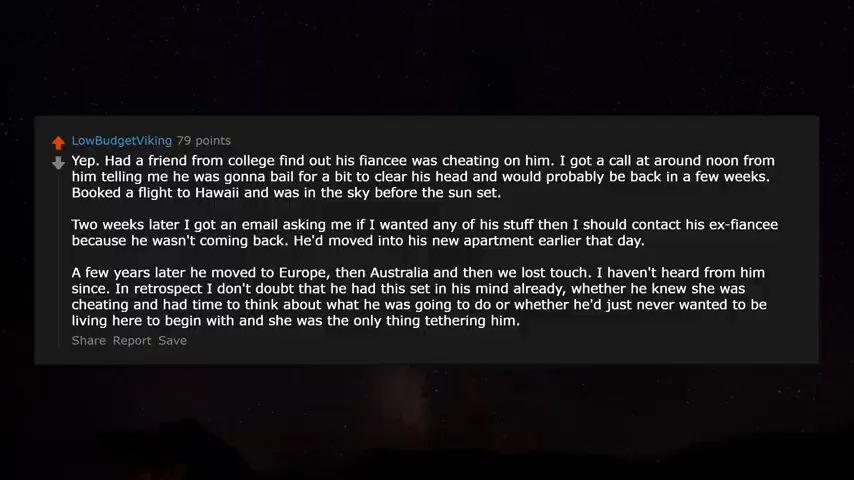 LowBudgetViking 79 points
Yep. Had a friend from college find out his fiancee was cheating on him. I got a call at around noon from
him telling me he was gonna bail for a bit to clear his head and would probably be back in a few weeks.
Booked a flight to Hawaii and was in the sky before the sun set.
Two weeks later I got an email asking me if I wanted any of his stuff then I should contact his ex-fiancee
because he wasn't coming back. He'd moved into his new apartment earlier that day.
A few years later he moved to Europe, then Australia and then we lost touch. I haven't heard from him
since. In retrospect I don't doubt that he had this set in his mind already, whether he knew she was
cheating and had time to think about what he was going to do or whether he'd just never wanted to be
living here to begin with and she was the only thing tethering him.
Share Report Save